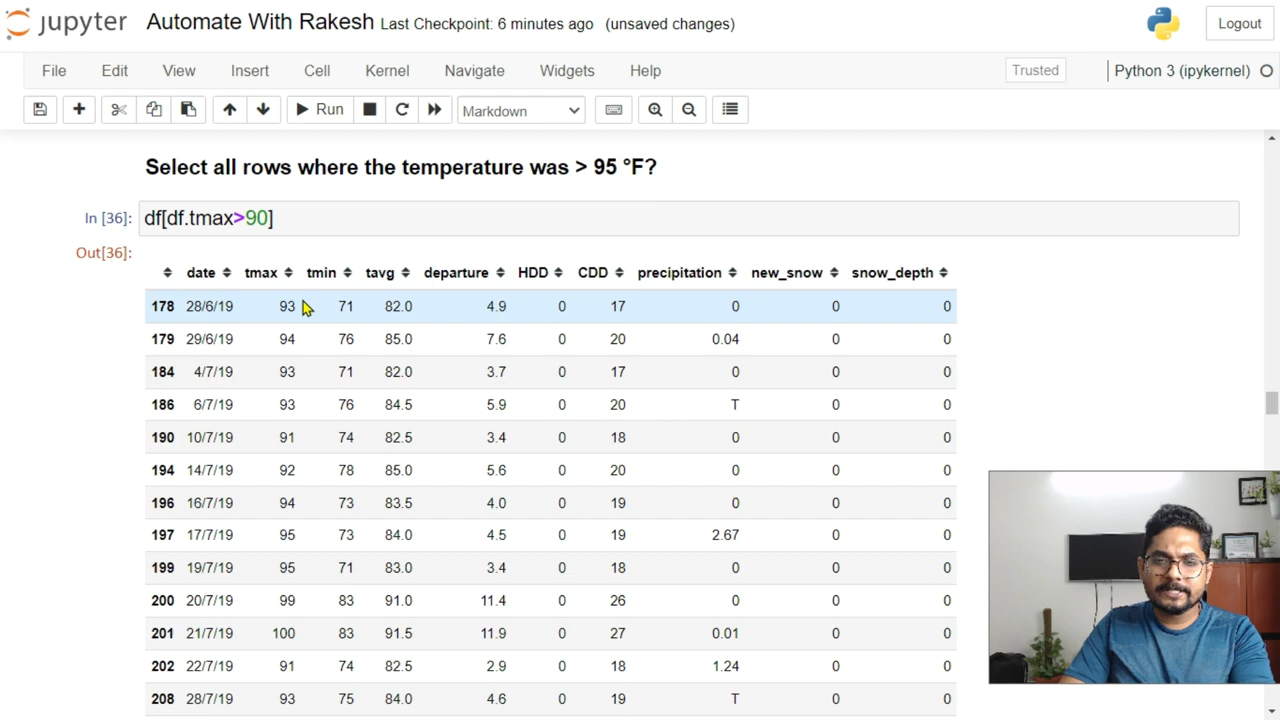 jupyter Automate With Rakesh Last Checkpoint: 6 minutes ago (unsaved changes) Logout
File Edit View Insert Cell Kernel Navigate Widgets Help Trusted Python 3 (ipykernel)
Run Markdown
Select all rows where the temperature was > 95 °F?
In [36]: df[df.tmax>90]
Out[36]:
date tmax tmin tavg departure HDD CDD precipitation new_snow snow_depth
178 28/6/19 93 71 82.0 4.9 0 17 0 0 0
179 29/6/19 94 76 85.0 7.6 0 20 0.04 0 0
184 4/7/19 93 71 82.0 3.7 0 17 0 0 0
186 6/7/19 93 76 84.5 5.9 0 20 T 0 0
190 10/7/19 91 74 82.5 3.4 0 18 0 0 0
194 14/7/19 92 78 85.0 5.6 0 20 0 0 0
196 16/7/19 94 73 83.5 4.0 0 19 0 0 0
197 17/7/19 95 73 84.0 4.5 0 19 2.67 0 0
199 19/7/19 95 71 83.0 3.4 0 18 0 0 0
200 20/7/19 99 83 91.0 11.4 0 26 0 0 0
201 21/7/19 100 83 91.5 11.9 0 27 0.01 0 0
202 22/7/19 91 74 82.5 2.9 0 18 1.24 0 0
208 28/7/19 93 75 84.0 4.6 0 19 T 0 0